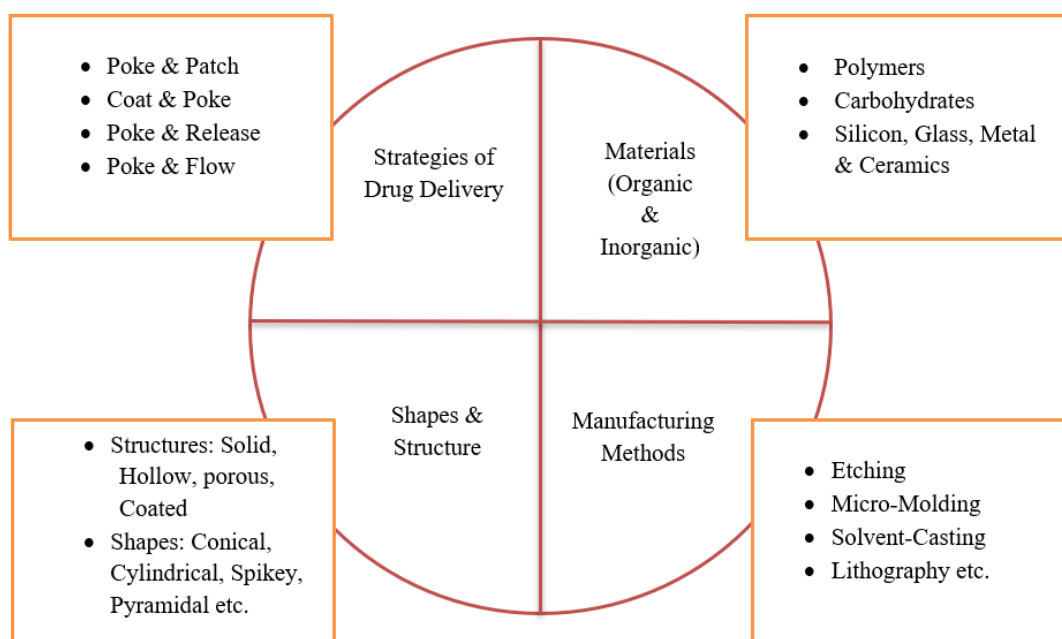 • Poke & Patch
• Coat & Poke
• Poke & Release
• Poke & Flow
Strategies of
Drug Delivery
Materials
(Organic
&
Inorganic)
• Polymers
• Carbohydrates
• Silicon, Glass, Metal
& Ceramics
• Structures: Solid,
Hollow, porous,
Coated
• Shapes: Conical,
Cylindrical, Spikey,
Pyramidal etc.
Shapes &
Structure
Manufacturing
Methods
• Etching
• Micro-Molding
• Solvent-Casting
• Lithography etc.